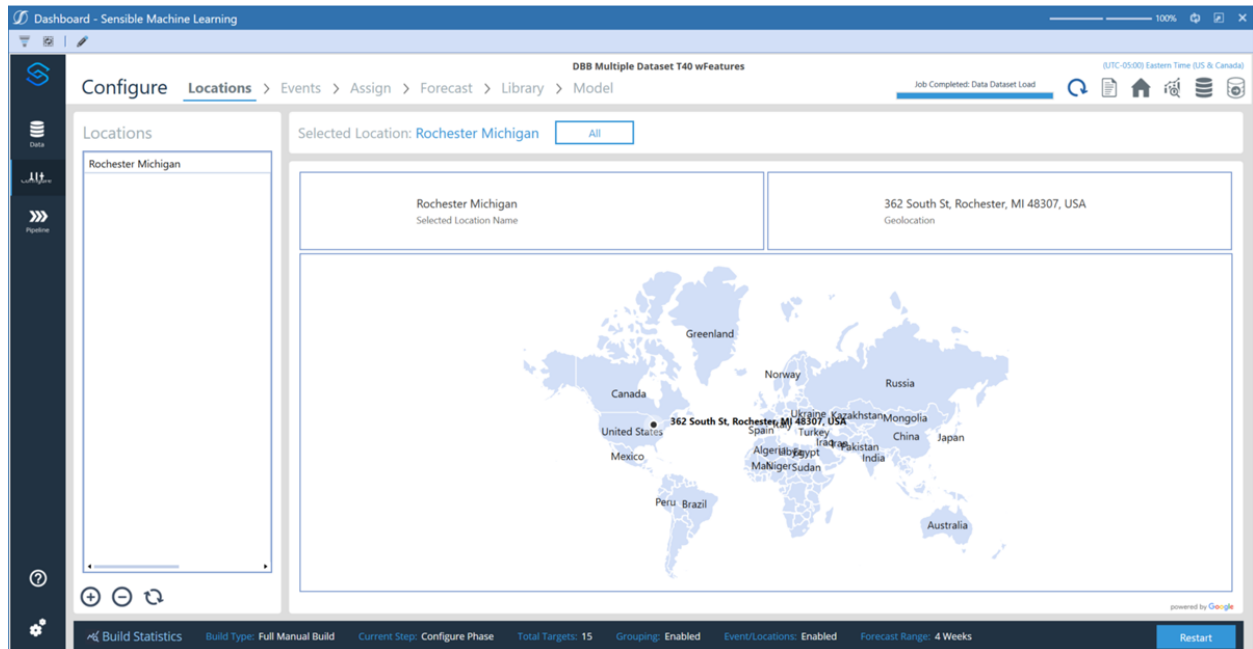 Dashboard - Sensible Machine Learning
100%
DBB Multiple Dataset T40 wFeatures
(UTC-05:00) Eastern Time (US & Canada)
Configure Locations > Events > Assign > Forecast > Library > Model
Job Completed: Data Dataset Load
Data
Configure
Pipeline
Locations
Rochester Michigan
Selected Location: Rochester Michigan
All
Rochester Michigan
Selected Location Name
362 South St, Rochester, MI 48307, USA
Geolocation
Greenland
Norway
Russia
Canada
362 South St, Rochester, MI 48307, USA
Ukraine
Kazakhstan
Mongolia
United States
Spain
Turkey
China
Japan
Mexico
Algeria
Libya
Egypt
Iraq
Iran
Pakistan
India
Mali
Niger
Sudan
Peru
Brazil
Australia
powered by Google
Build Statistics
Build Type: Full Manual Build
Current Step: Configure Phase
Total Targets: 15
Grouping: Enabled
Event/Locations: Enabled
Forecast Range: 4 Weeks
Restart